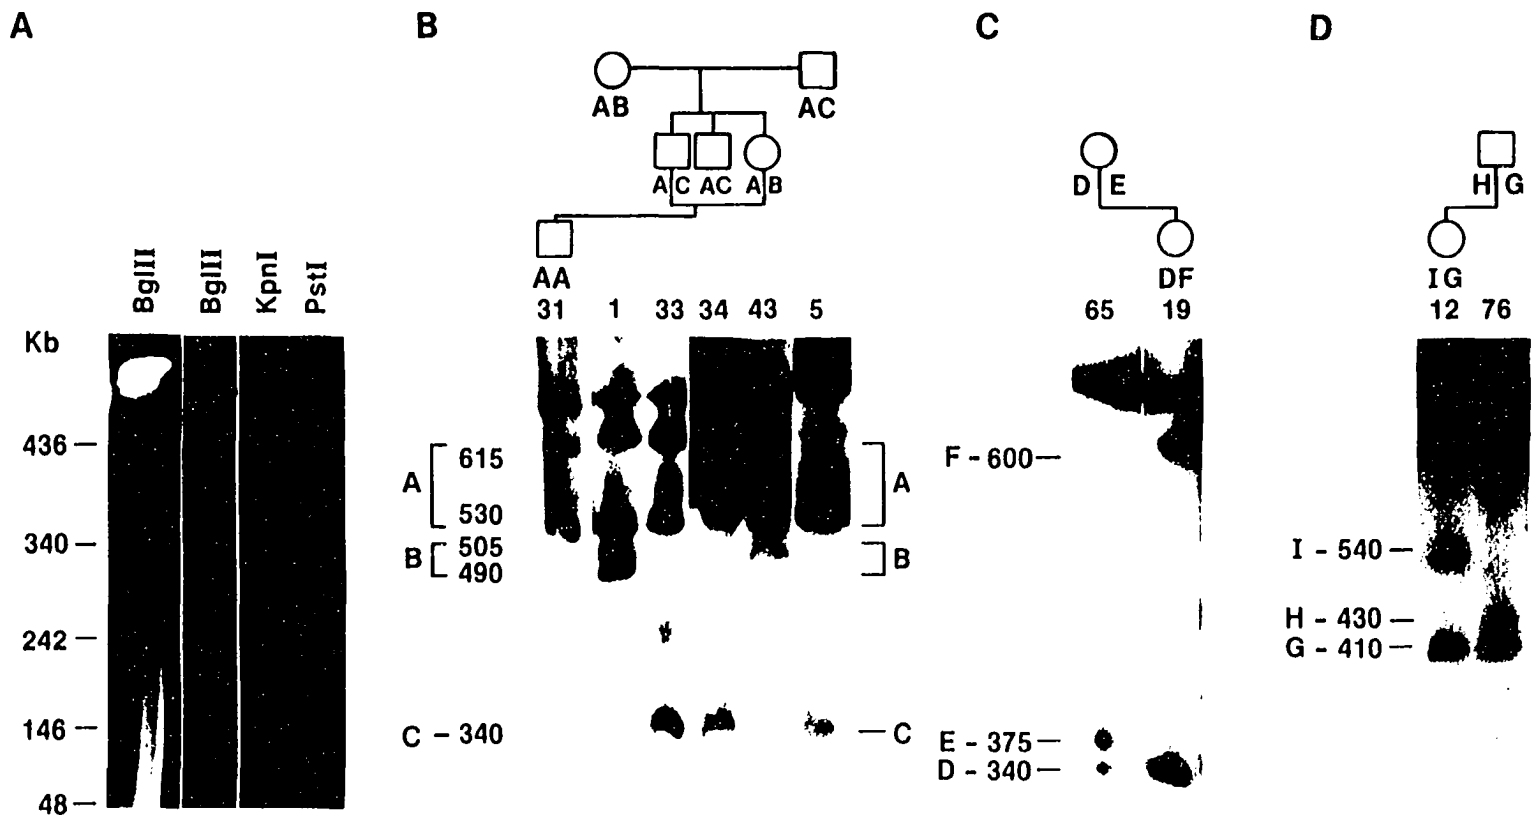 A
BglII
BglII
KpnI
PstI
Kb
436
340
242
146
48
B
AB
AC
A C
AC
A B
AA
31 1 33 34 43 5
A
615
530
B
505
490
C - 340
A
B
C
C
D E
DF
65 19
F - 600
E - 375
D - 340
D
H G
IG
12 76
I - 540
H - 430
G - 410